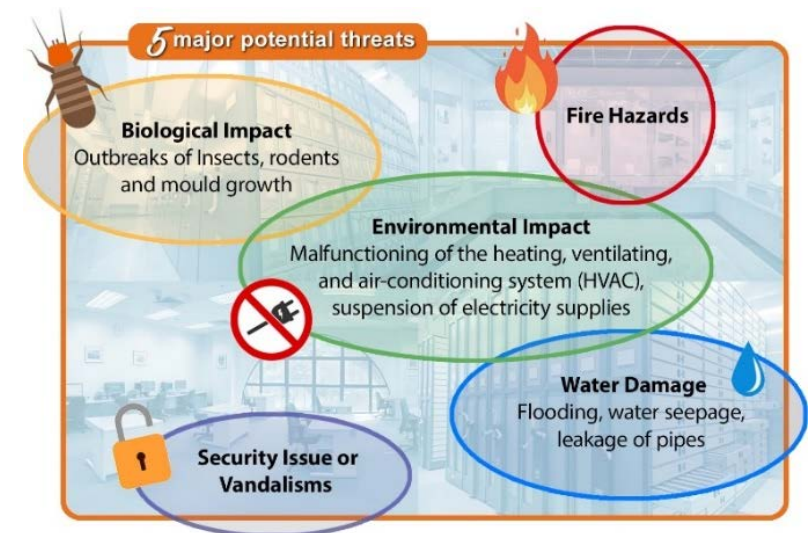 5 major potential threats
Fire Hazards
Biological Impact
Outbreaks of Insects, rodents
and mould growth
Environmental Impact
Malfunctioning of the heating, ventilating,
and air-conditioning system (HVAC),
suspension of electricity supplies
Water Damage
Flooding, water seepage,
leakage of pipes
Security Issue or
Vandalisms